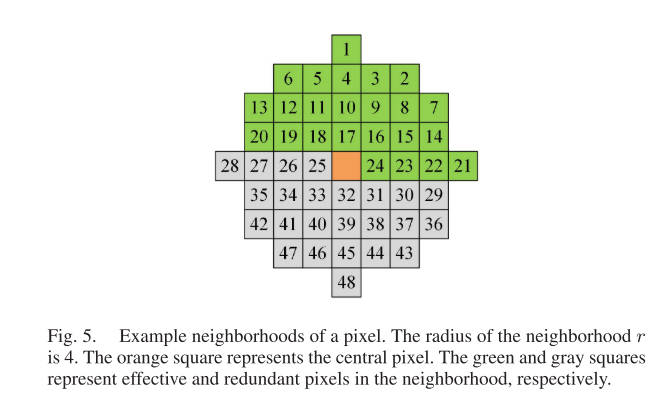 1
6 5 4 3 2
13 12 11 10 9 8 7
20 19 18 17 16 15 14
28 27 26 25 24 23 22 21
35 34 33 32 31 30 29
42 41 40 39 38 37 36
47 46 45 44 43
48
Fig. 5. Example neighborhoods of a pixel. The radius of the neighborhood r
is 4. The orange square represents the central pixel. The green and gray squares
represent effective and redundant pixels in the neighborhood, respectively.